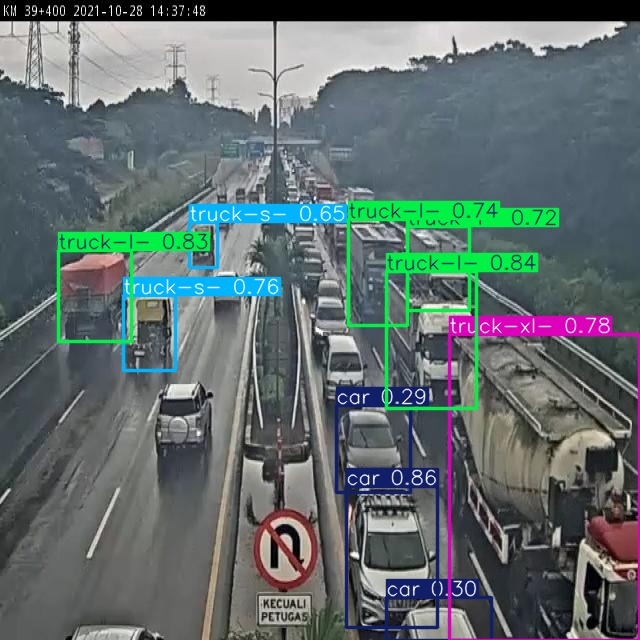 KM 39+400 2021-10-28 14:37:48
truck-s- 0.65
truck-l- 0.74
0.72
truck-l- 0.83
truck-l- 0.84
truck-s- 0.76
truck-xl- 0.78
car 0.29
car 0.86
car 0.30
KECUALI
PETUGAS